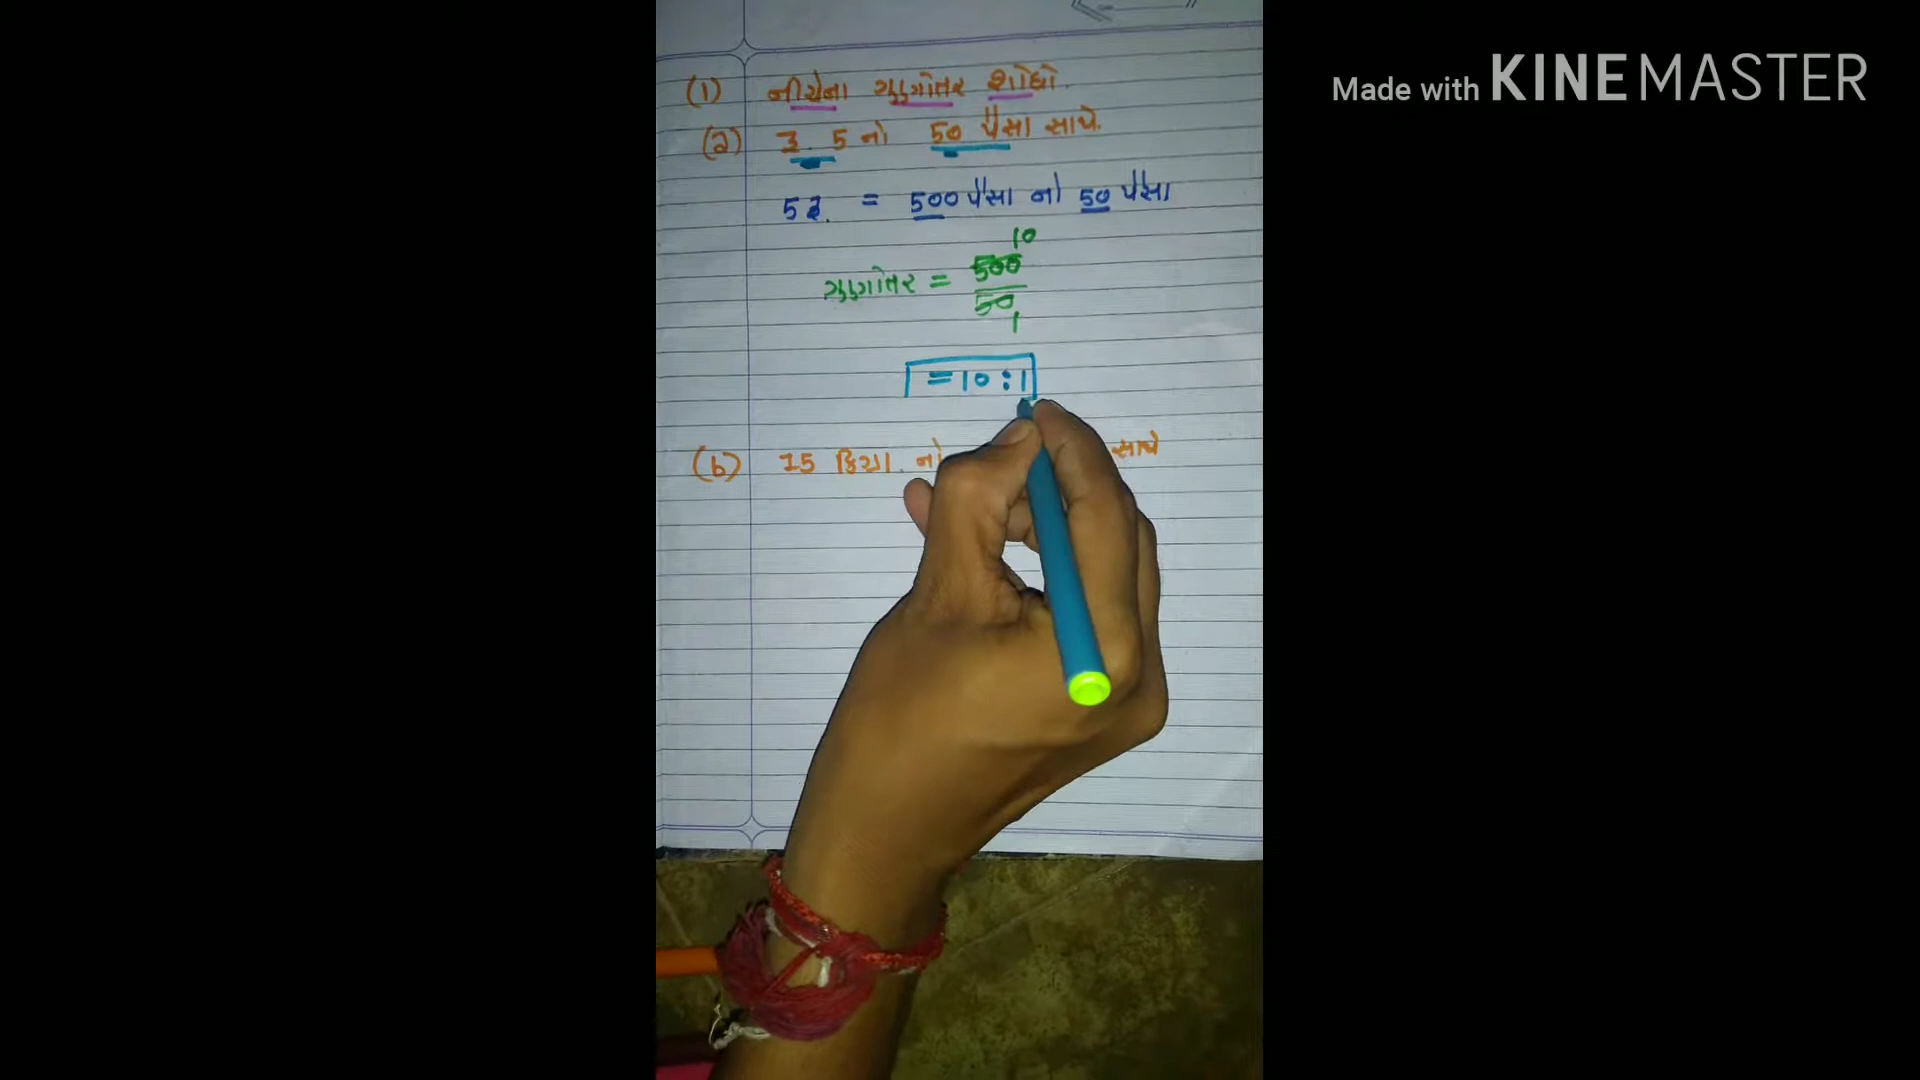 Made with KINEMASTER
(1) નીચેના ગુણોત્તર શોધો.
(a) રૂ. 5 નો 50 પૈસા સાથે.
5 રૂ. = 500 પૈસા નો 50 પૈસા
10
ગુણોતર = 500
50
1
= 10 : 1
(b) 15 કિગ્રા. નો સાથે